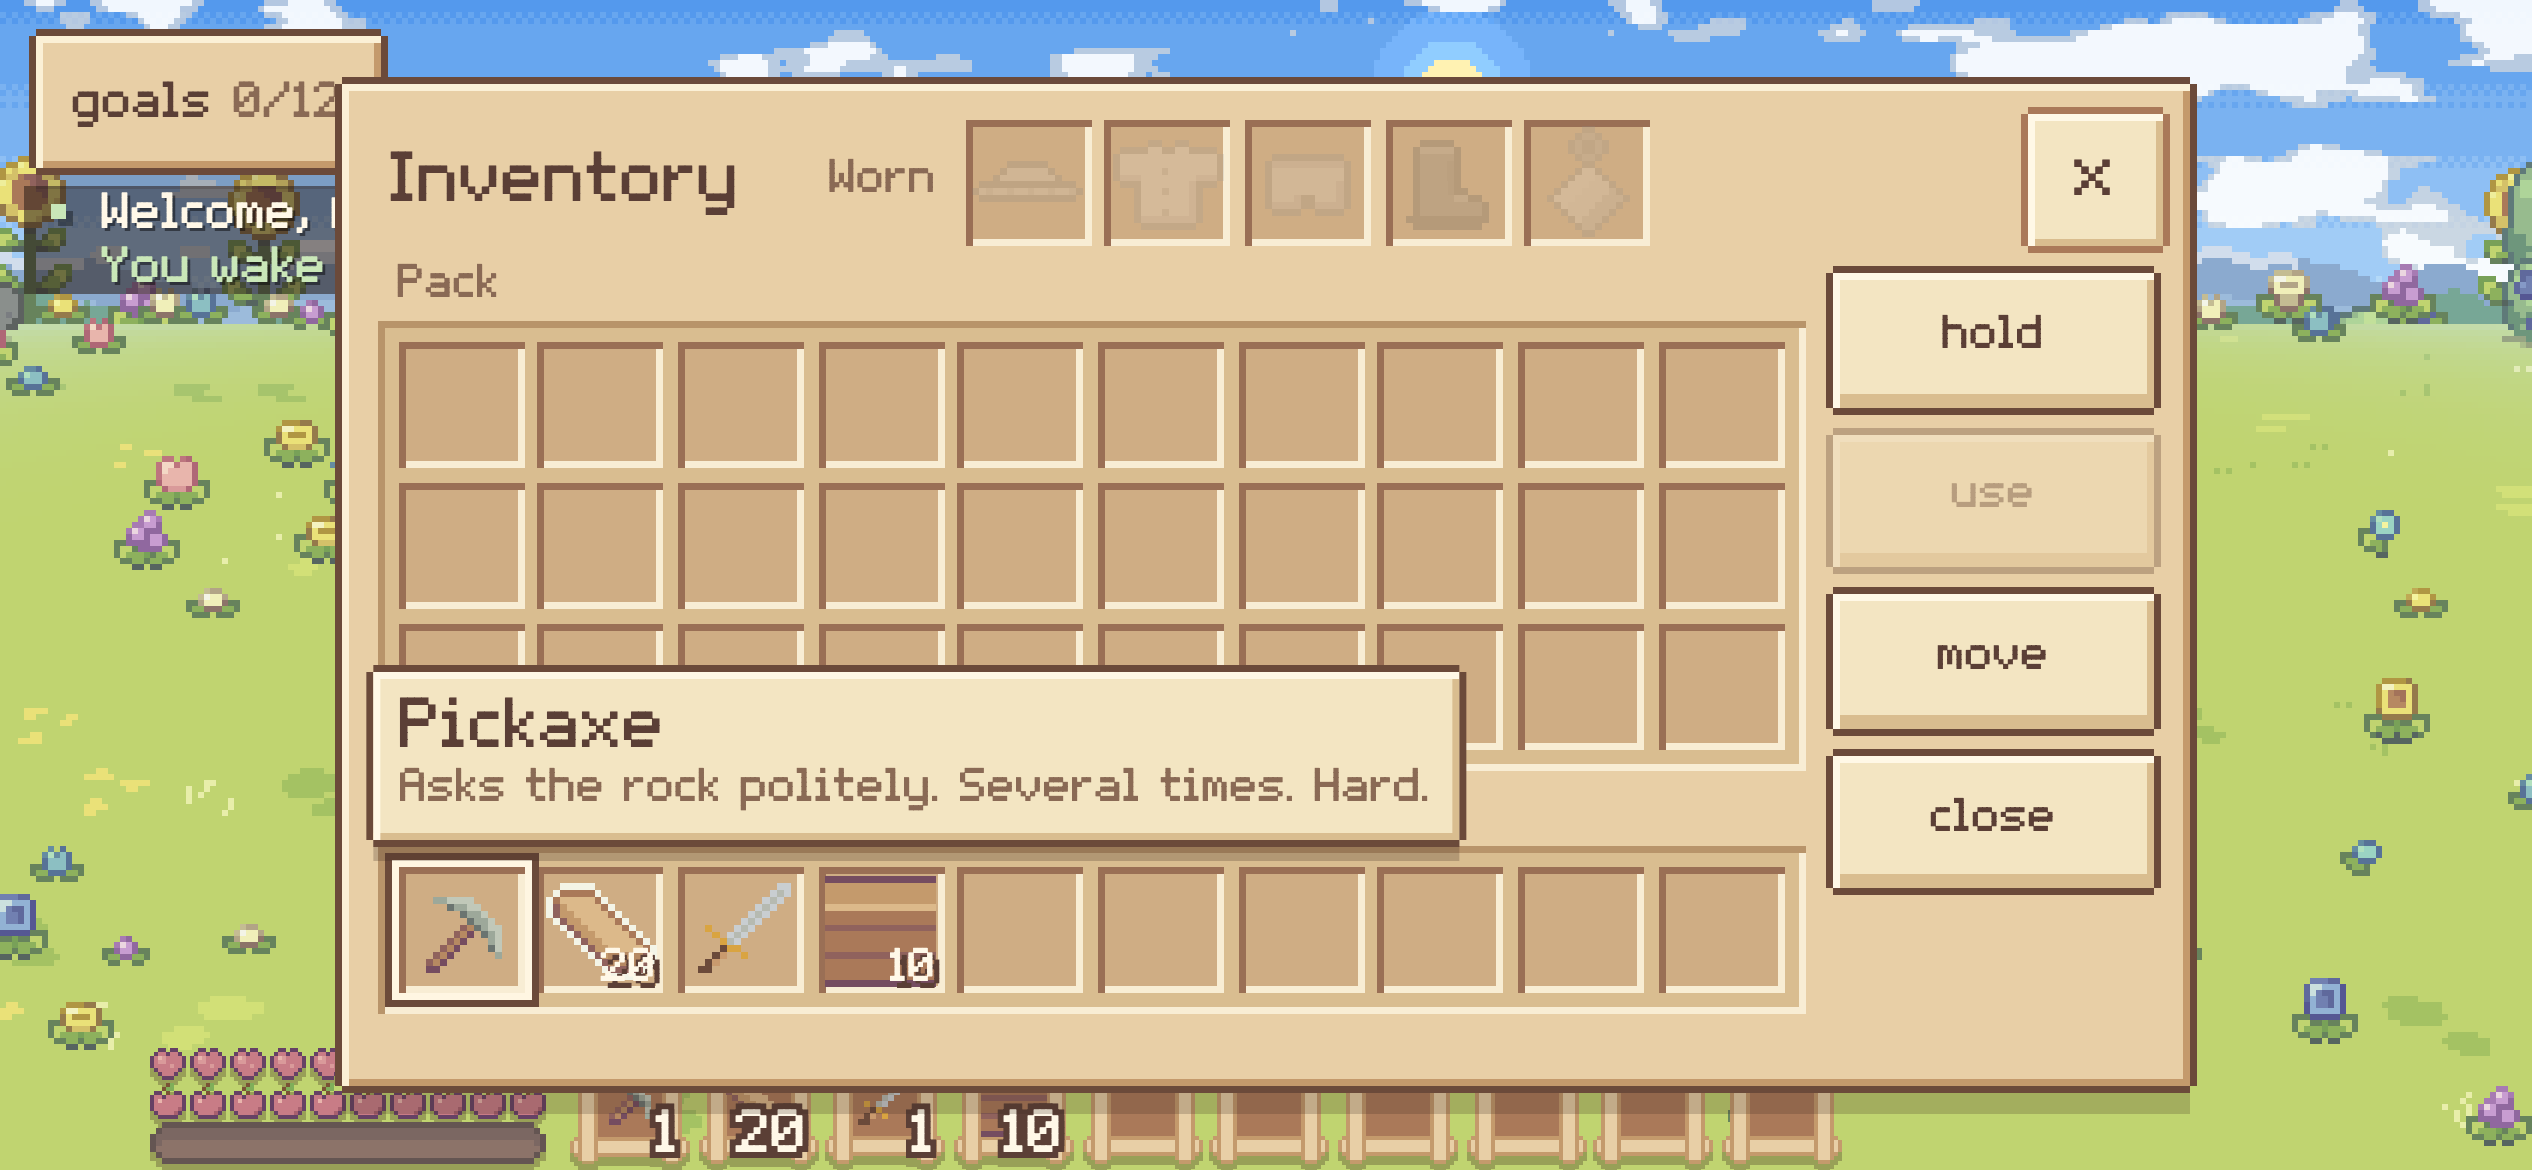 goals 0/12
Welcome,
You wake
Inventory
Worn
x
Pack
hold
use
move
close
Pickaxe
Asks the rock politely. Several times. Hard.
20
10
1
20
1
10